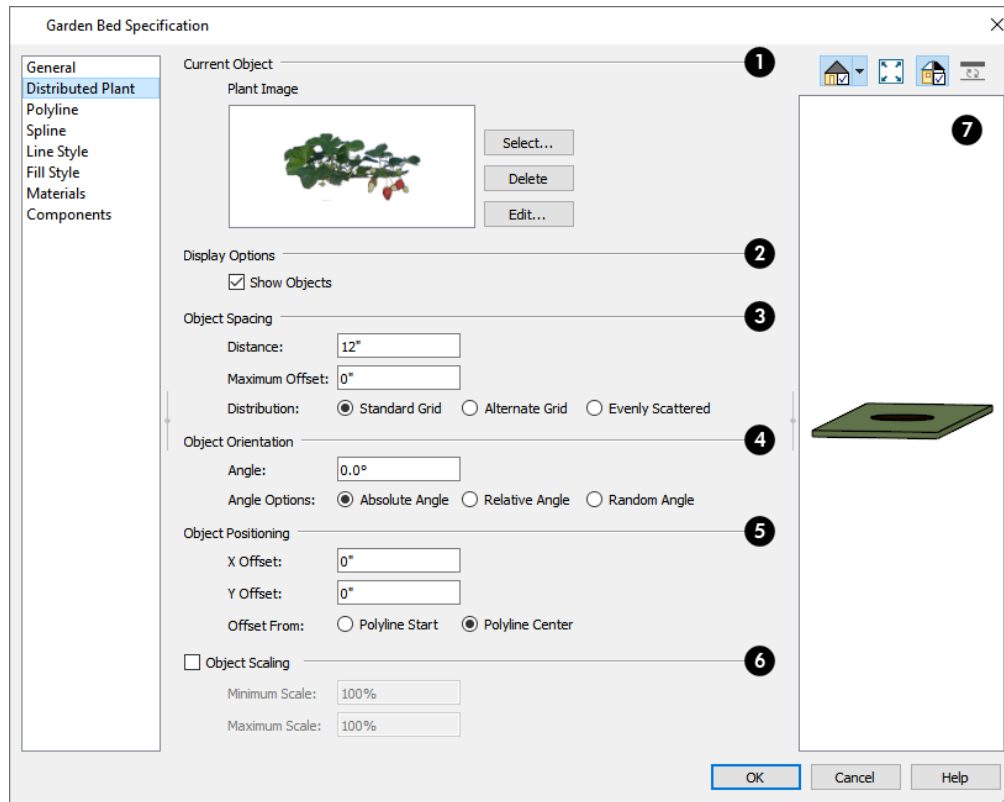 Garden Bed Specification
General
Distributed Plant
Polyline
Spline
Line Style
Fill Style
Materials
Components
Current Object
1
Plant Image
Select...
Delete
Edit...
Display Options
2
Show Objects
Object Spacing
3
Distance: 12"
Maximum Offset: 0"
Distribution: Standard Grid Alternate Grid Evenly Scattered
Object Orientation
4
Angle: 0.0°
Angle Options: Absolute Angle Relative Angle Random Angle
Object Positioning
5
X Offset: 0"
Y Offset: 0"
Offset From: Polyline Start Polyline Center
Object Scaling
6
Minimum Scale: 100%
Maximum Scale: 100%
7
OK Cancel Help